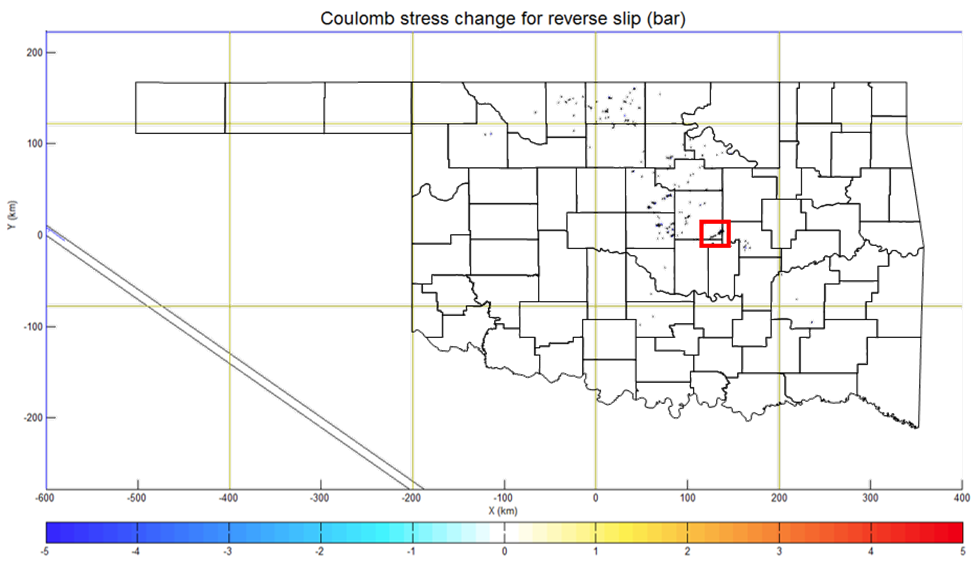 Coulomb stress change for reverse slip (bar)
200
100
0
-100
-200
Y (km)
-600 -500 -400 -300 -200 -100 0 100 200 300 400
X (km)
-5 -4 -3 -2 -1 0 1 2 3 4 5